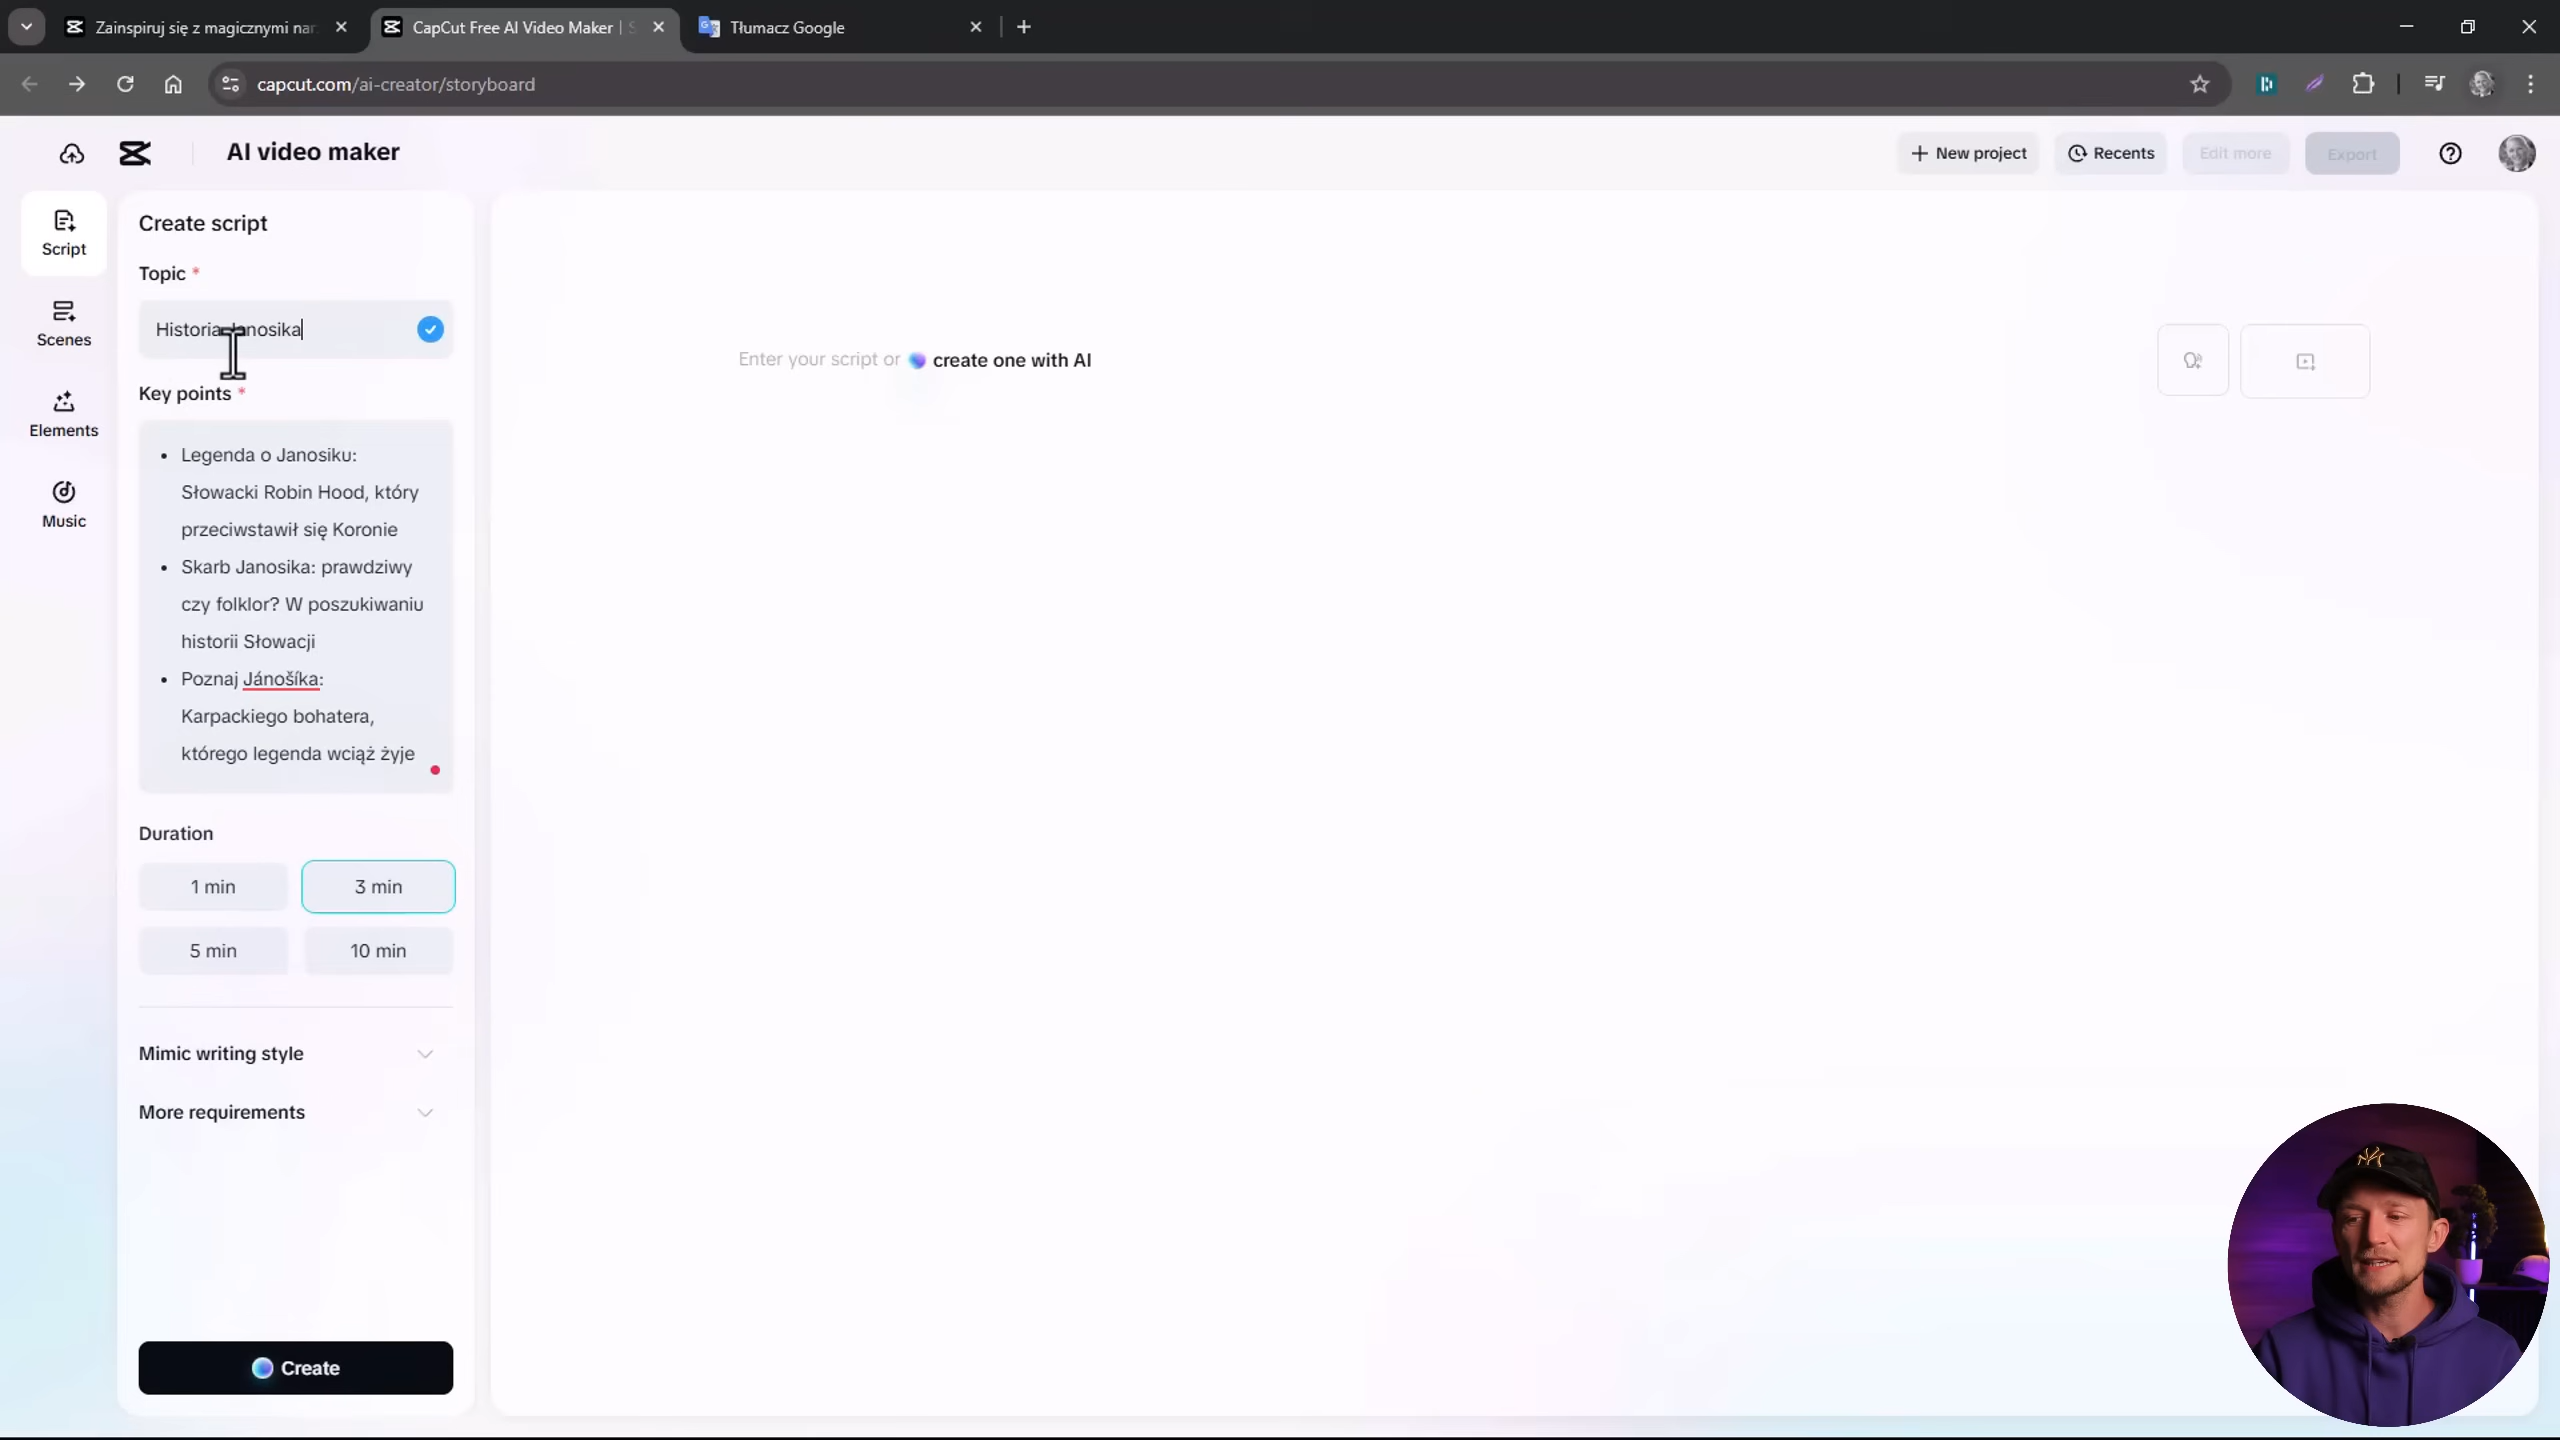 Zainspiruj się z magicznymi nar
CapCut Free AI Video Maker | S
Tłumacz Google
capcut.com/ai-creator/storyboard
AI video maker
New project
Recents
Edit more
Export
Script
Scenes
Elements
Music
Create script
Topic *
Historia Janosika
Key points *
• Legenda o Janosiku:
Słowacki Robin Hood, który
przeciwstawił się Koronie
• Skarb Janosika: prawdziwy
czy folklor? W poszukiwaniu
historii Słowacji
• Poznaj Jánošíka:
Karpackiego bohatera,
którego legenda wciąż żyje
Duration
1 min
3 min
5 min
10 min
Mimic writing style
More requirements
Create
Enter your script or create one with AI